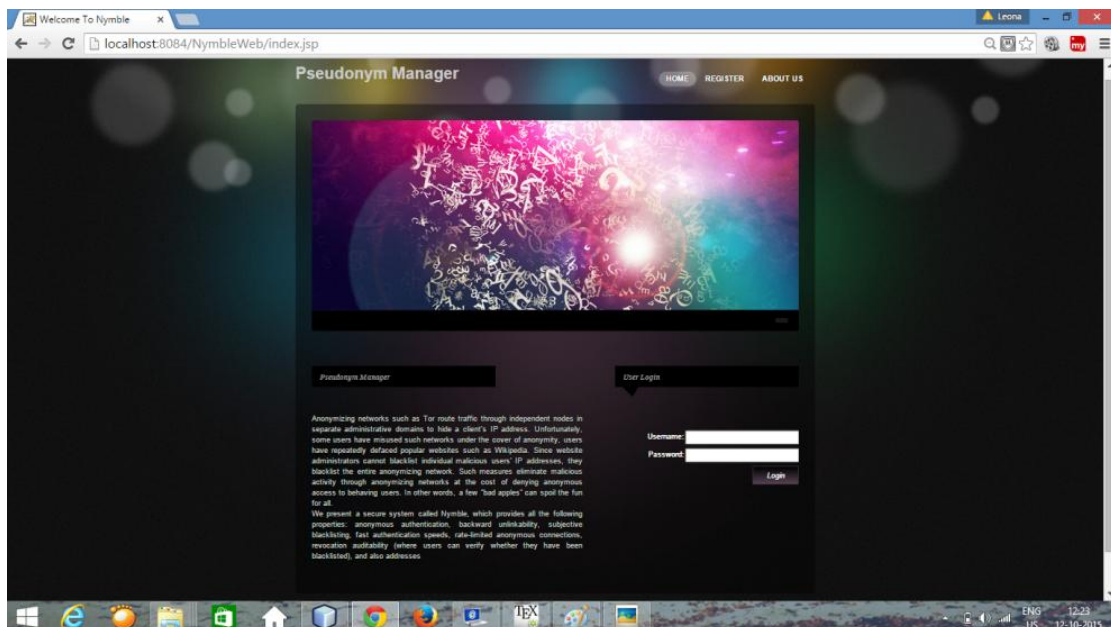 Welcome To Nymble
Leona
localhost:8084/NymbleWeb/index.jsp
my
Pseudonym Manager
HOME
REGISTER
ABOUT US
Pseudonym Manager
User Login
Anonymizing networks such as Tor route traffic through independent nodes in
separate administrative domains to hide a client's IP address. Unfortunately,
some users have misused such networks under the cover of anonymity, users
have repeatedly defaced popular websites such as Wikipedia. Since website
administrators cannot blacklist individual malicious users' IP addresses, they
blacklist the entire anonymizing network. Such measures eliminate malicious
activity through anonymizing networks at the cost of denying anonymous
access to behaving users. In other words, a few "bad apples" can spoil the fun
for all.
We present a secure system called Nymble, which provides all the following
properties: anonymous authentication, backward unlinkability, subjective
blacklisting, fast authentication speeds, rate-limited anonymous connections,
revocation auditability (where users can verify whether they have been
blacklisted), and also addresses
Username:
Password:
Login
TEX
ENG
US
12:23
12-10-2015